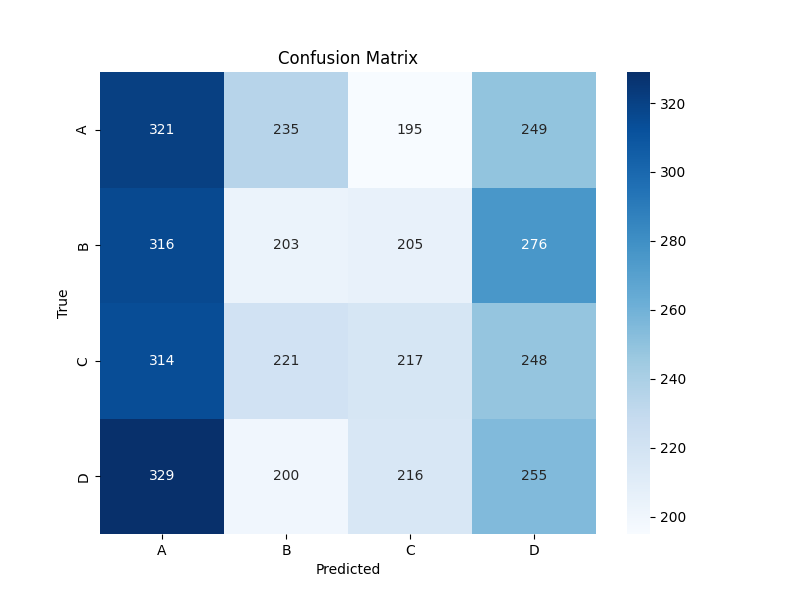 Confusion Matrix
A 321 235 195 249
B 316 203 205 276
C 314 221 217 248
D 329 200 216 255
True
A B C D
Predicted
320
300
280
260
240
220
200